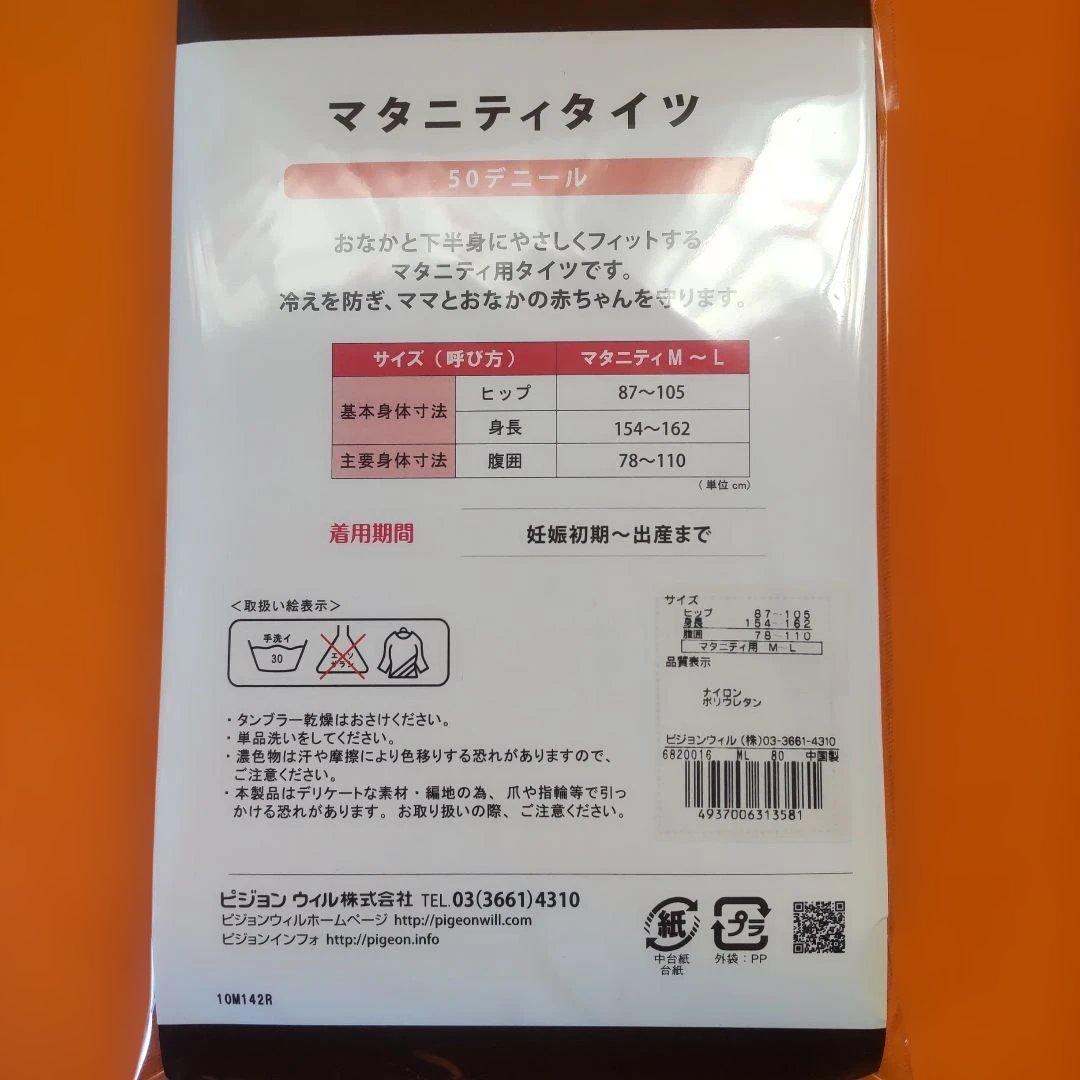 マタニティタイツ
50デニール
おなかと下半身にやさしくフィットする
マタニティ用タイツです。
冷えを防ぎ、ママとおなかの赤ちゃんを守ります。
サイズ（呼び方） マタニティM～L
基本身体寸法 ヒップ 87～105
身長 154～162
主要身体寸法 腹囲 78～110
（単位 cm）
着用期間 妊娠初期～出産まで
＜取扱い絵表示＞
手洗イ
30
エンソ
サラシ
・タンブラー乾燥はおさけください。
・単品洗いをしてください。
・濃色物は汗や摩擦により色移りする恐れがありますので、
ご注意ください。
・本製品はデリケートな素材・編地の為、爪や指輪等で引っ
かける恐れがあります。お取り扱いの際、ご注意ください。
サイズ
ヒップ 87～105
身長 154～162
腹囲 78～110
マタニティ用 M～L
品質表示
ナイロン
ポリウレタン
ピジョンウィル（株）03-3661-4310
6820016 ML 80 中国製
4937006313581
ピジョン ウィル株式会社 TEL.03(3661)4310
ピジョンウィルホームページ http://pigeonwill.com
ピジョンインフォ http://pigeon.info
紙
中台紙
台紙
プラ
外袋：PP
10M142R